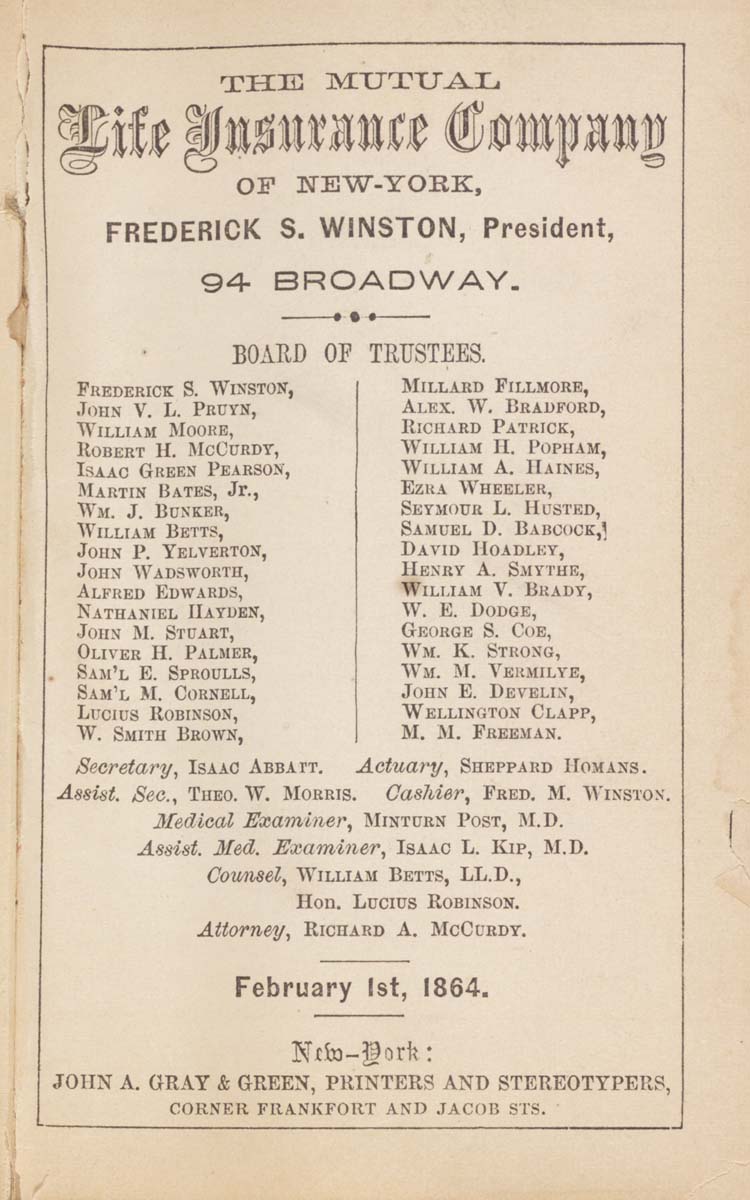 THE MUTUAL
Life Insurance Company
OF NEW-YORK,
FREDERICK S. WINSTON, President,
94 BROADWAY.
BOARD OF TRUSTEES.
FREDERICK S. WINSTON,
JOHN V. L. PRUYN,
WILLIAM MOORE,
ROBERT H. MCCURDY,
ISAAC GREEN PEARSON,
MARTIN BATES, Jr.,
WM. J. BUNKER,
WILLIAM BETTS,
JOHN P. YELVERTON,
JOHN WADSWORTH,
ALFRED EDWARDS,
NATHANIEL HAYDEN,
JOHN M. STUART,
OLIVER H. PALMER,
SAM'L E. SPROULLS,
SAM'L M. CORNELL,
LUCIUS ROBINSON,
W. SMITH BROWN,
MILLARD FILLMORE,
ALEX. W. BRADFORD,
RICHARD PATRICK,
WILLIAM H. POPHAM,
WILLIAM A. HAINES,
EZRA WHEELER,
SEYMOUR L. HUSTED,
SAMUEL D. BABCOCK,
DAVID HOADLEY,
HENRY A. SMYTHE,
WILLIAM V. BRADY,
W. E. DODGE,
GEORGE S. COE,
WM. K. STRONG,
WM. M. VERMILYE,
JOHN E. DEVELIN,
WELLINGTON CLAPP,
M. M. FREEMAN.
Secretary, ISAAC ABBATT. Actuary, SHEPPARD HOMANS.
Assist. Sec., THEO. W. MORRIS. Cashier, FRED. M. WINSTON.
Medical Examiner, MINTURN POST, M.D.
Assist. Med. Examiner, ISAAC L. KIP, M.D.
Counsel, WILLIAM BETTS, LL.D.,
Hon. LUCIUS ROBINSON.
Attorney, RICHARD A. MCCURDY.
February 1st, 1864.
New-York:
JOHN A. GRAY & GREEN, PRINTERS AND STEREOTYPERS,
CORNER FRANKFORT AND JACOB STS.